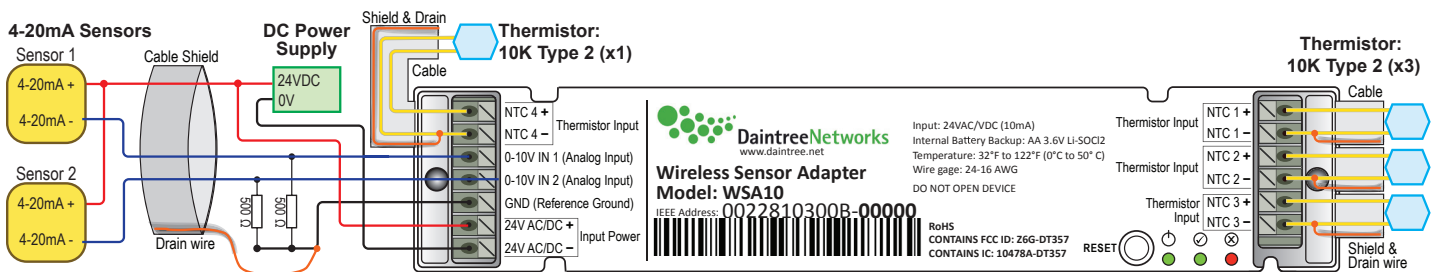 4-20mA Sensors
Sensor 1
4-20mA +
4-20mA -
Sensor 2
4-20mA +
4-20mA -
Cable Shield
Drain wire
DC Power
Supply
24VDC
0V
500 Ω
500 Ω
Shield & Drain
Cable
Thermistor:
10K Type 2 (x1)
NTC 4 +
NTC 4 –
Thermistor Input
0-10V IN 1 (Analog Input)
0-10V IN 2 (Analog Input)
GND (Reference Ground)
24V AC/DC +
24V AC/DC –
Input Power
DaintreeNetworks
www.daintree.net
Wireless Sensor Adapter
Model: WSA10
IEEE Address: 0022810300B-00000
Input: 24VAC/VDC (10mA)
Internal Battery Backup: AA 3.6V Li-SOCl2
Temperature: 32°F to 122°F (0°C to 50° C)
Wire gage: 24-16 AWG
DO NOT OPEN DEVICE
RoHS
CONTAINS FCC ID: Z6G-DT357
CONTAINS IC: 10478A-DT357
RESET
Thermistor Input
NTC 1 +
NTC 1 –
Thermistor Input
NTC 2 +
NTC 2 –
Thermistor
Input
NTC 3 +
NTC 3 –
Thermistor:
10K Type 2 (x3)
Cable
Shield &
Drain wire